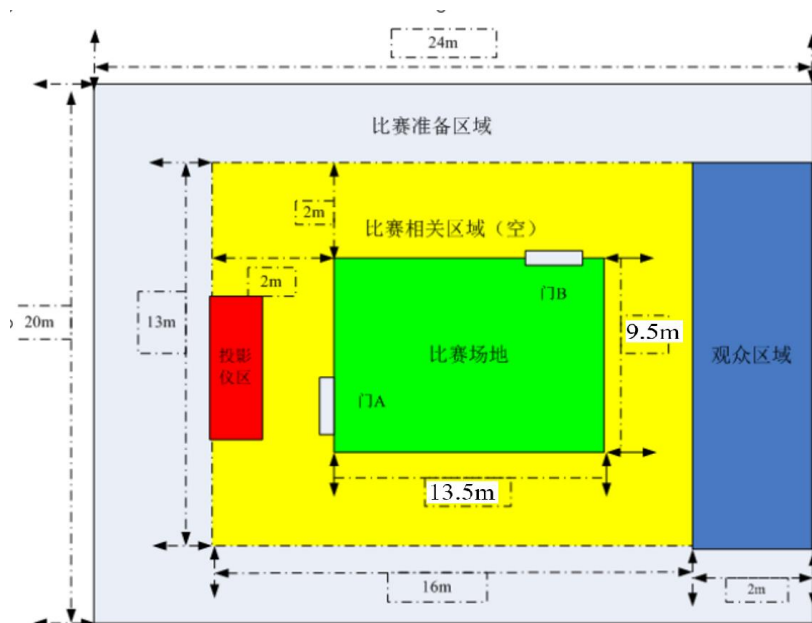 24m
比赛准备区域
2m
比赛相关区域（空）
2m
门B
20m
13m
9.5m
投影
仪区
比赛场地
观众区域
门A
13.5m
16m
2m